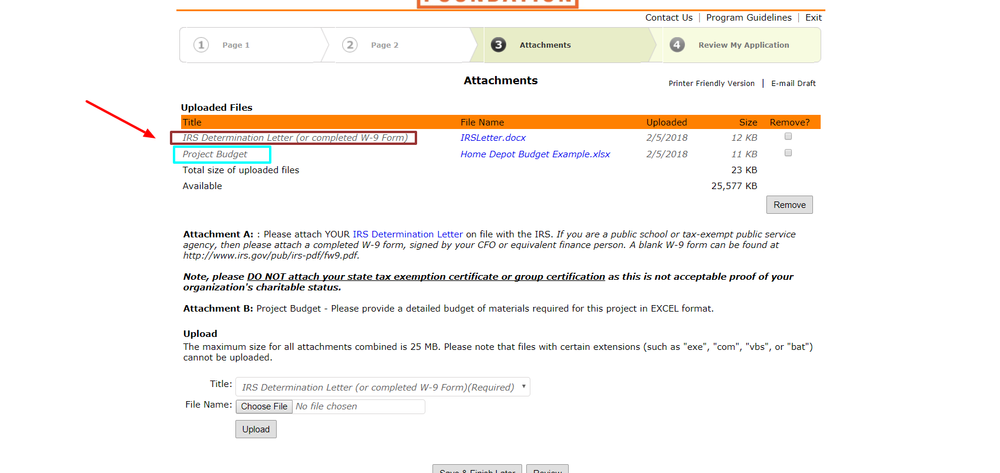 FOUNDATION
Contact Us | Program Guidelines | Exit
1 Page 1 2 Page 2 3 Attachments 4 Review My Application
Attachments
Printer Friendly Version | E-mail Draft
Uploaded Files
Title File Name Uploaded Size Remove?
IRS Determination Letter (or completed W-9 Form) IRSLetter.docx 2/5/2018 12 KB
Project Budget Home Depot Budget Example.xlsx 2/5/2018 11 KB
Total size of uploaded files 23 KB
Available 25,577 KB
Remove
Attachment A: : Please attach YOUR IRS Determination Letter on file with the IRS. If you are a public school or tax-exempt public service
agency, then please attach a completed W-9 form, signed by your CFO or equivalent finance person. A blank W-9 form can be found at
http://www.irs.gov/pub/irs-pdf/fw9.pdf.
Note, please DO NOT attach your state tax exemption certificate or group certification as this is not acceptable proof of your
organization's charitable status.
Attachment B: Project Budget - Please provide a detailed budget of materials required for this project in EXCEL format.
Upload
The maximum size for all attachments combined is 25 MB. Please note that files with certain extensions (such as "exe", "com", "vbs", or "bat")
cannot be uploaded.
Title: IRS Determination Letter (or completed W-9 Form)(Required)
File Name: Choose File No file chosen
Upload
Save & Finish Later Review